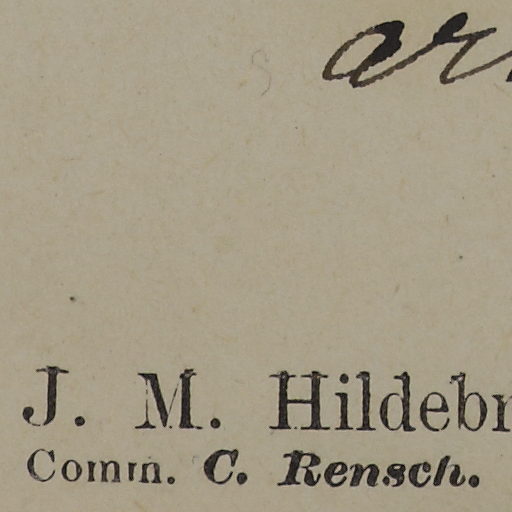 J. M. Hildebr
Comm. C. Rensch.